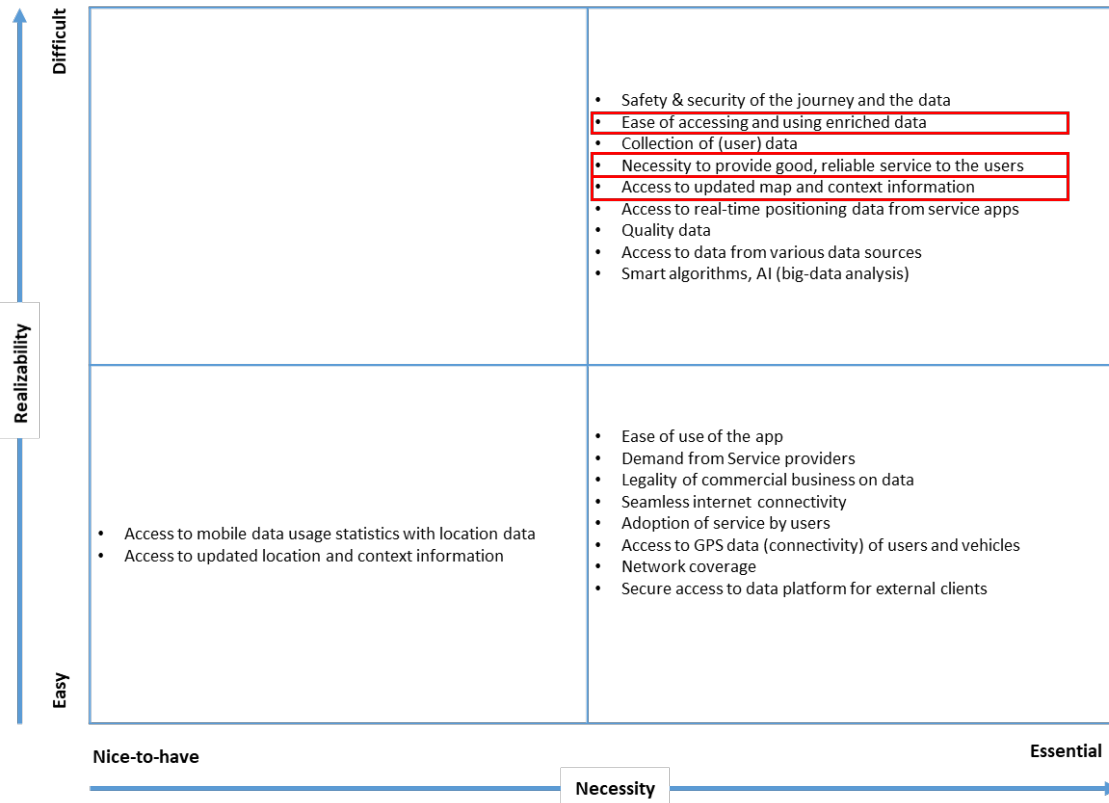 Difficult
• Safety & security of the journey and the data
• Ease of accessing and using enriched data
• Collection of (user) data
• Necessity to provide good, reliable service to the users
• Access to updated map and context information
• Access to real-time positioning data from service apps
• Quality data
• Access to data from various data sources
• Smart algorithms, AI (big-data analysis)
Realizability
• Access to mobile data usage statistics with location data
• Access to updated location and context information
• Ease of use of the app
• Demand from Service providers
• Legality of commercial business on data
• Seamless internet connectivity
• Adoption of service by users
• Access to GPS data (connectivity) of users and vehicles
• Network coverage
• Secure access to data platform for external clients
Easy
Nice-to-have
Essential
Necessity